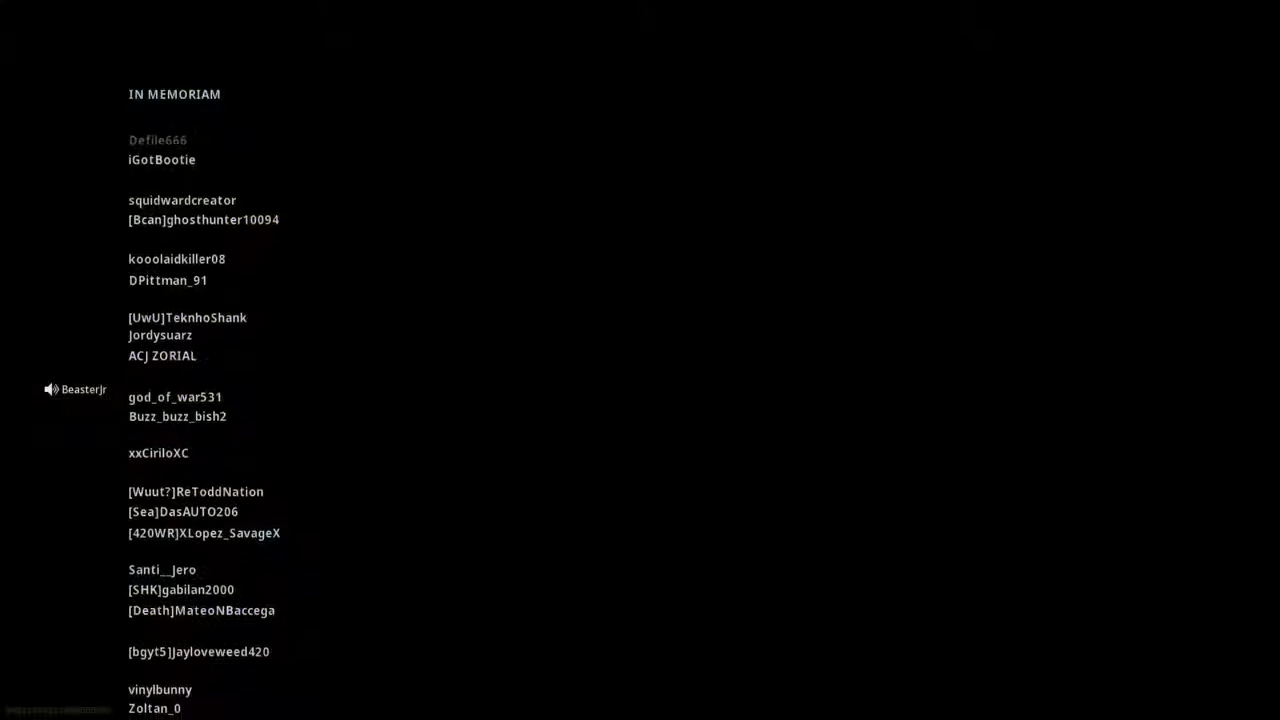 IN MEMORIAM
Defile666
iGotBootie
squidwardcreator
[Bcan]ghosthunter10094
kooolaidkiller08
DPittman_91
[UwU]TeknhoShank
Jordysuarz
ACJ ZORIAL
BeasterJr
god_of_war531
Buzz_buzz_bish2
xxCiriloXC
[Wuut?]ReToddNation
[Sea]DasAUTO206
[420WR]XLopez_SavageX
Santi__Jero
[SHK]gabilan2000
[Death]MateoNBaccega
[bgyt5]Jayloveweed420
vinylbunny
Zoltan_0